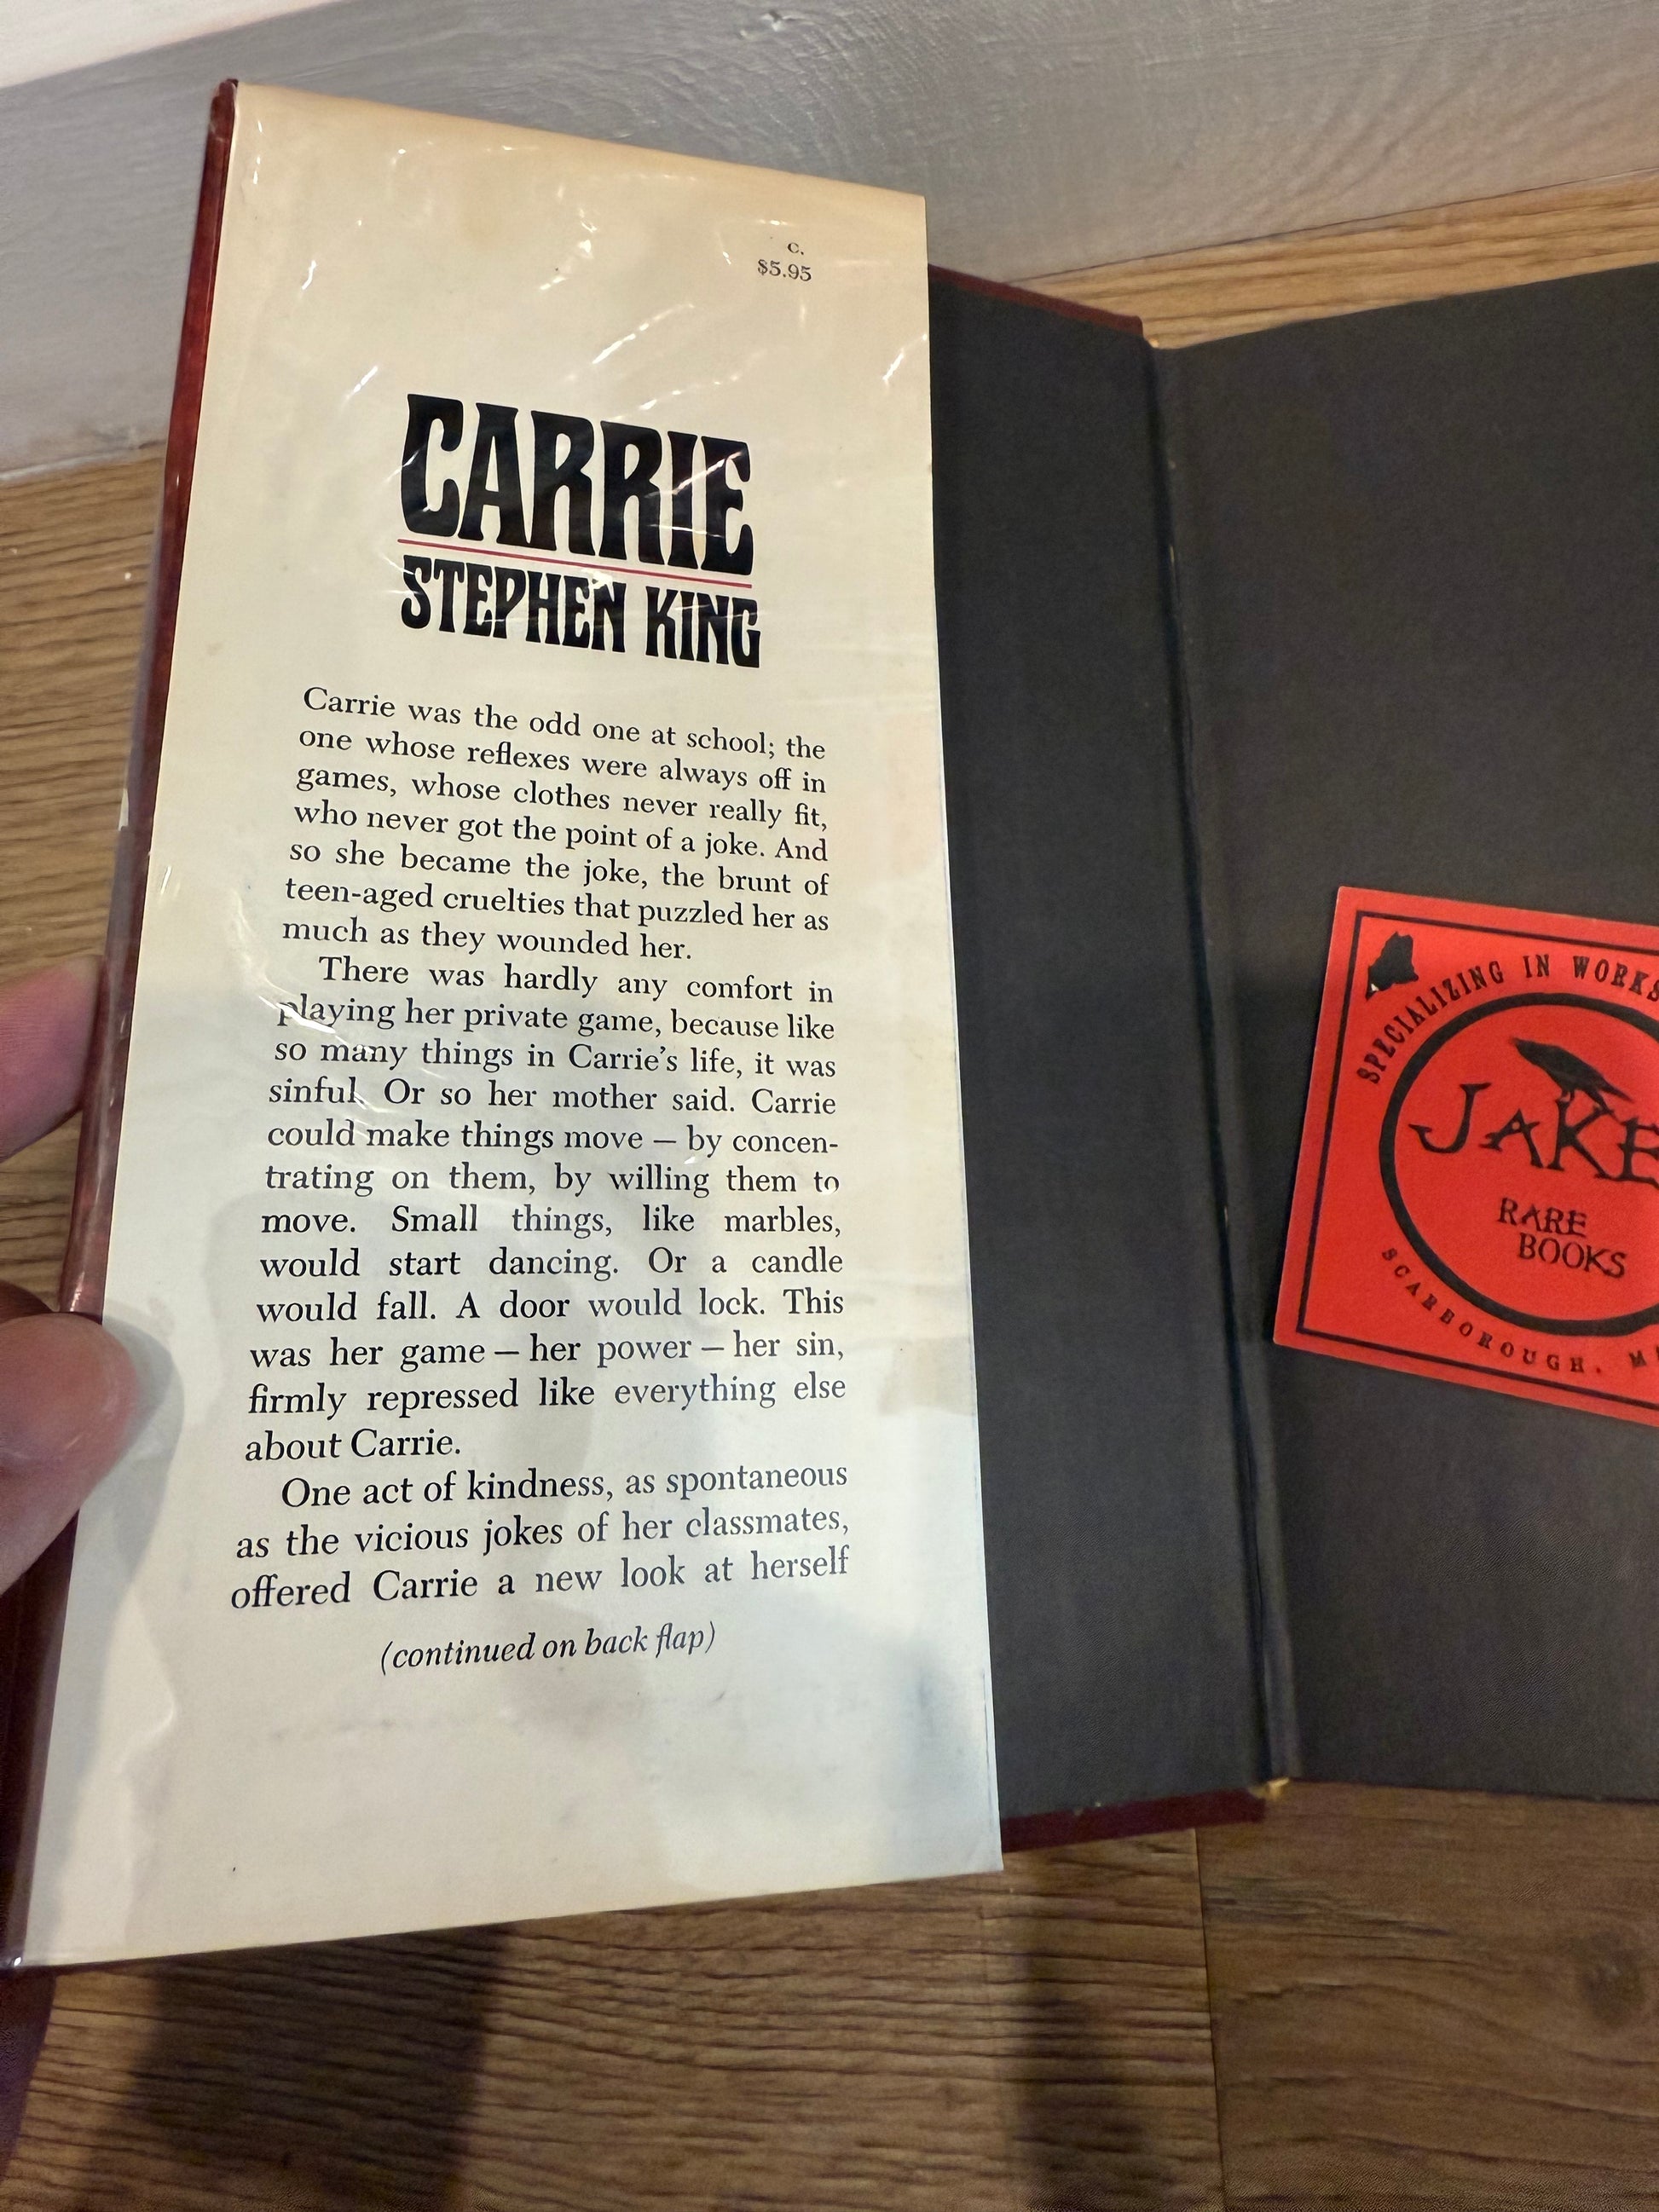 C.
$5.95
CARRIE
STEPHEN KING
Carrie was the odd one at school; the
one whose reflexes were always off in
games, whose clothes never really fit,
who never got the point of a joke. And
so she became the joke, the brunt of
teen-aged cruelties that puzzled her as
much as they wounded her.
There was hardly any comfort in
playing her private game, because like
so many things in Carrie’s life, it was
sinful. Or so her mother said. Carrie
could make things move — by concen-
trating on them, by willing them to
move. Small things, like marbles,
would start dancing. Or a candle
would fall. A door would lock. This
was her game — her power — her sin,
firmly repressed like everything else
about Carrie.
One act of kindness, as spontaneous
as the vicious jokes of her classmates,
offered Carrie a new look at herself
(continued on back flap)
SPECIALIZING IN WORKS
JAKE
RARE
BOOKS
SCARBOROUGH,